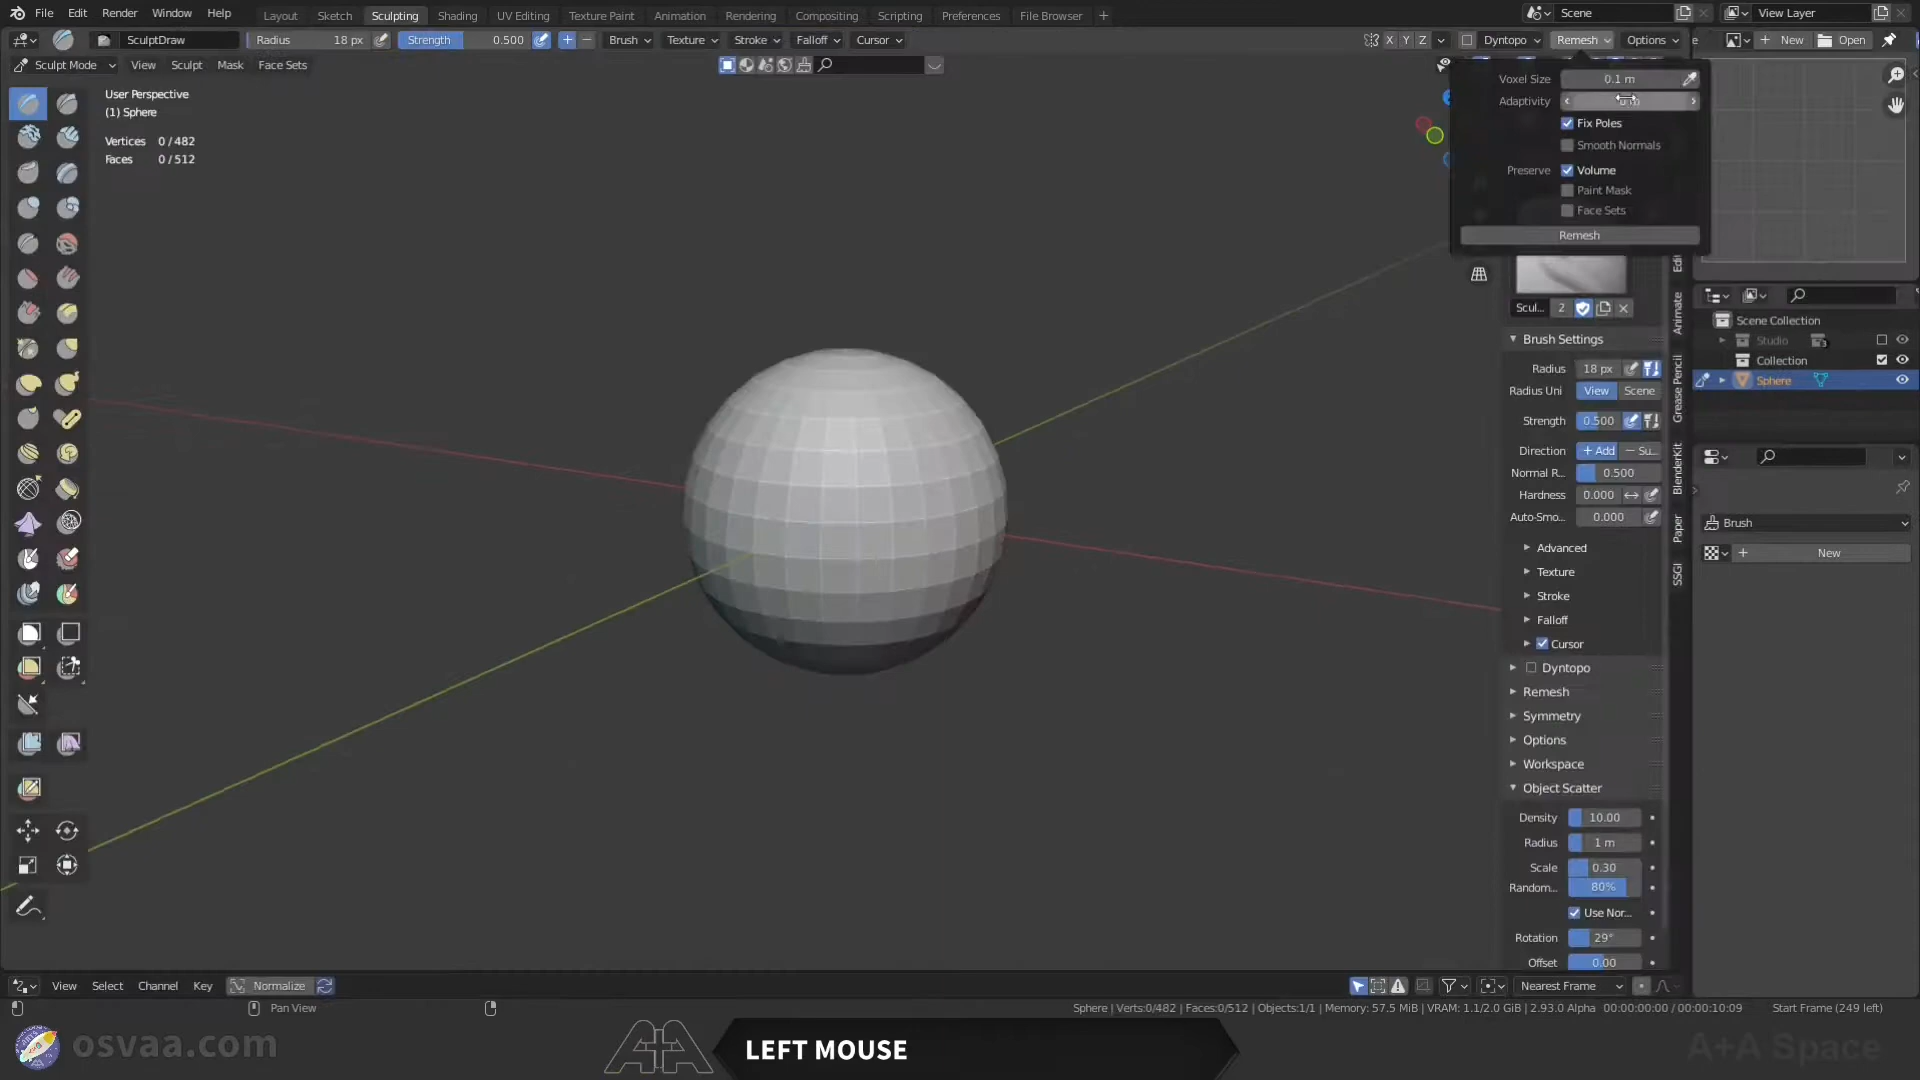 File Edit Render Window Help Layout Sketch Sculpting Shading UV Editing Texture Paint Animation Rendering Compositing Scripting Preferences File Browser + Scene View Layer
SculptDraw Radius 18 px Strength 0.500 + − Brush Texture Stroke Falloff Cursor X Y Z Dyntopo Remesh Options + New Open
Sculpt Mode View Sculpt Mask Face Sets
User Perspective
(1) Sphere
Vertices 0 / 482
Faces 0 / 512
Voxel Size 0.1 m
Adaptivity
Fix Poles
Smooth Normals
Preserve Volume
Paint Mask
Face Sets
Remesh
Animate
Grease Pencil
BlenderKit
Paper
SSGI
Scul... 2
Brush Settings
Radius 18 px
Radius Uni View Scene
Strength 0.500
Direction + Add − Su...
Normal R... 0.500
Hardness 0.000
Auto-Smo... 0.000
Advanced
Texture
Stroke
Falloff
Cursor
Dyntopo
Remesh
Symmetry
Options
Workspace
Object Scatter
Density 10.00
Radius 1 m
Scale 0.30
Random... 80%
Use Nor...
Rotation 29°
Offset 0.00
Scene Collection
Studio 3
Collection
Sphere
Brush
+ New
View Select Channel Key Normalize Nearest Frame
Pan View Sphere | Verts:0/482 | Faces:0/512 | Objects:1/1 | Memory: 57.5 MiB | VRAM: 1.1/2.0 GiB | 2.93.0 Alpha 00:00:00:00 / 00:00:10:09 Start Frame (249 left)
osvaa.com
A+A
LEFT MOUSE
A+A Space